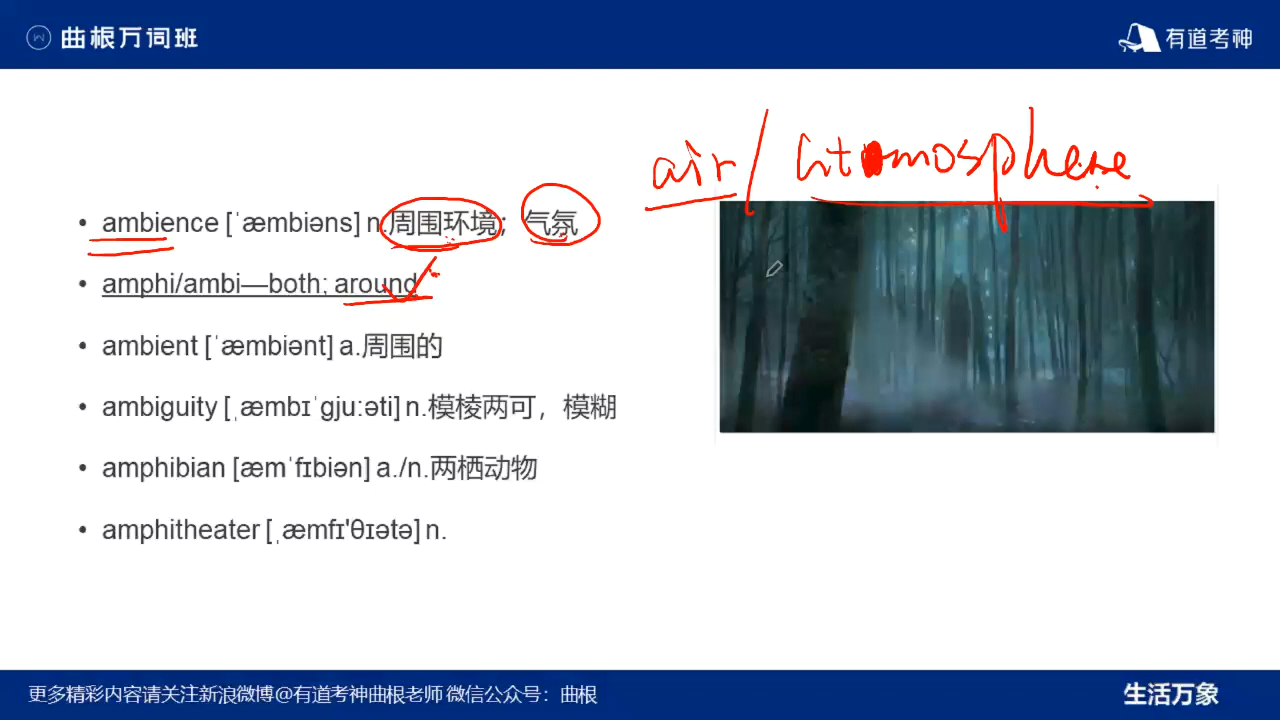 曲根万词班
有道考神
air/atmosphere
• ambience [ˈæmbiəns] n.周围环境；气氛
• amphi/ambi—both; around
• ambient [ˈæmbiənt] a.周围的
• ambiguity [ˌæmbɪˈgjuːəti] n.模棱两可，模糊
• amphibian [æmˈfɪbiən] a./n.两栖动物
• amphitheater [ˌæmfɪ'θɪətə] n.
更多精彩内容请关注新浪微博@有道考神曲根老师 微信公众号：曲根
生活万象